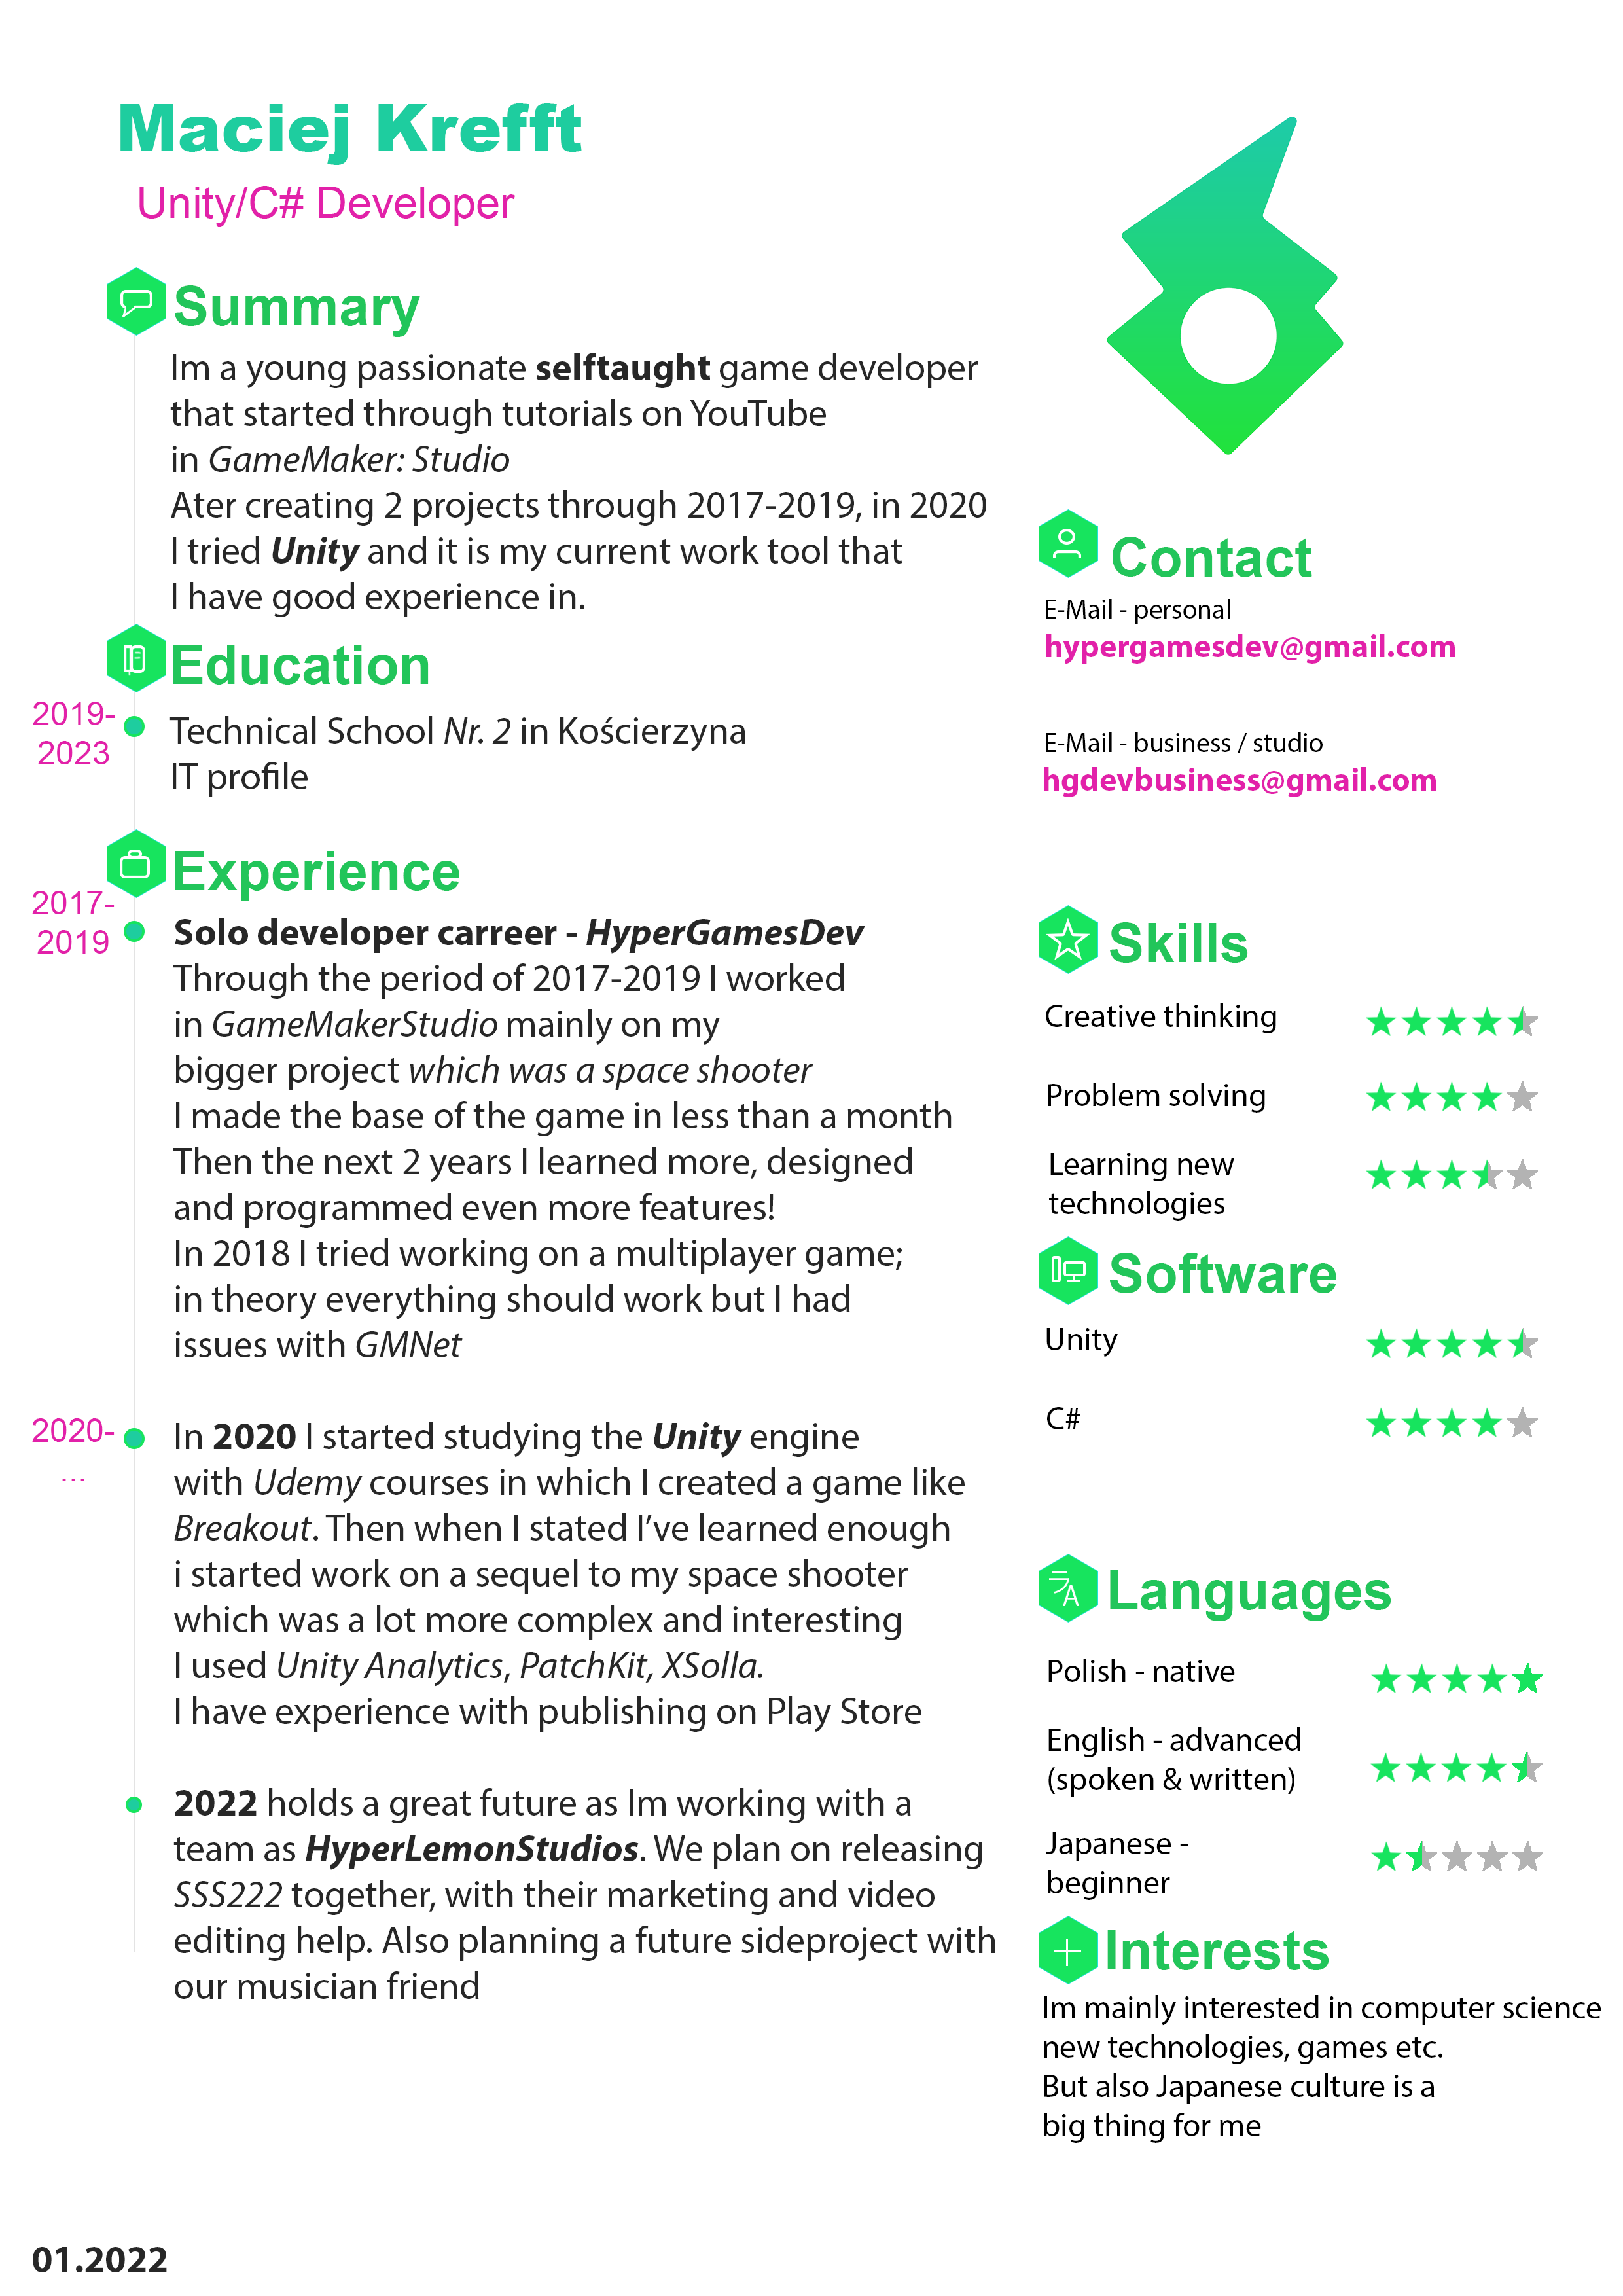 Maciej Krefft
Unity/C# Developer
Summary
Im a young passionate selftaught game developer
that started through tutorials on YouTube
in GameMaker: Studio
Ater creating 2 projects through 2017-2019, in 2020
I tried Unity and it is my current work tool that
I have good experience in.
Education
2019-
2023
Technical School Nr. 2 in Kościerzyna
IT profile
Experience
2017-
2019
Solo developer carreer - HyperGamesDev
Through the period of 2017-2019 I worked
in GameMakerStudio mainly on my
bigger project which was a space shooter
I made the base of the game in less than a month
Then the next 2 years I learned more, designed
and programmed even more features!
In 2018 I tried working on a multiplayer game;
in theory everything should work but I had
issues with GMNet
2020-
...
In 2020 I started studying the Unity engine
with Udemy courses in which I created a game like
Breakout. Then when I stated I've learned enough
i started work on a sequel to my space shooter
which was a lot more complex and interesting
I used Unity Analytics, PatchKit, XSolla.
I have experience with publishing on Play Store
2022 holds a great future as Im working with a
team as HyperLemonStudios. We plan on releasing
SSS222 together, with their marketing and video
editing help. Also planning a future sideproject with
our musician friend
Contact
E-Mail - personal
hypergamesdev@gmail.com
E-Mail - business / studio
hgdevbusiness@gmail.com
Skills
Creative thinking
Problem solving
Learning new
technologies
Software
Unity
C#
Languages
Polish - native
English - advanced
(spoken & written)
Japanese -
beginner
Interests
Im mainly interested in computer science
new technologies, games etc.
But also Japanese culture is a
big thing for me
01.2022